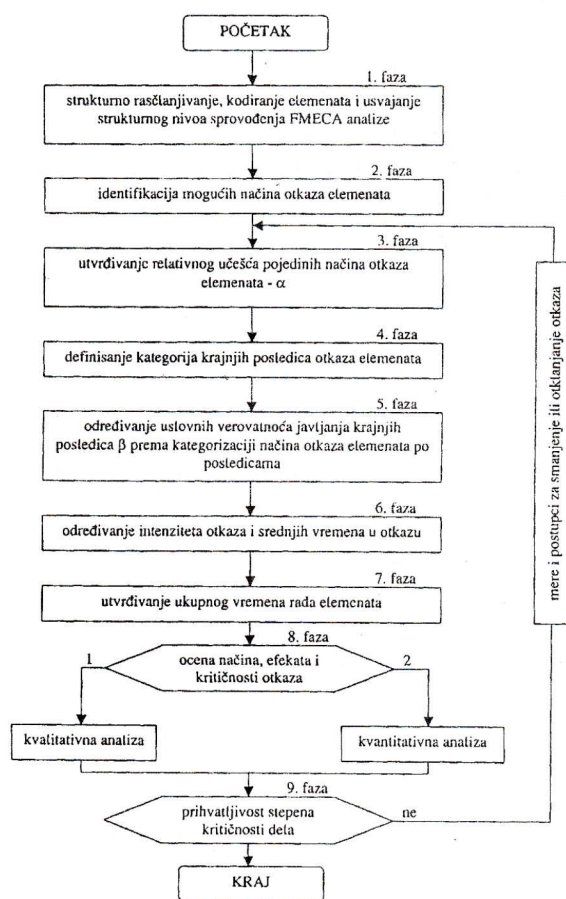 POČETAK
1. faza
strukturno rasčlanjivanje, kodiranje elemenata i usvajanje
strukturnog nivoa sprovođenja FMECA analize
2. faza
identifikacija mogućih načina otkaza elemenata
3. faza
utvrđivanje relativnog učešća pojedinih načina otkaza
elemenata - α
4. faza
definisanje kategorija krajnjih posledica otkaza elemenata
5. faza
određivanje uslovnih verovatnoća javljanja krajnjih
posledica β prema kategorizaciji načina otkaza elemenata po
posledicama
6. faza
određivanje intenziteta otkaza i srednjih vremena u otkazu
7. faza
utvrđivanje ukupnog vremena rada elemenata
8. faza
1
ocena načina, efekata i
kritičnosti otkaza
2
kvalitativna analiza
kvantitativna analiza
9. faza
prihvatljivost stepena
kritičnosti dela
ne
KRAJ
mere i postupci za smanjenje ili otklanjanje otkaza